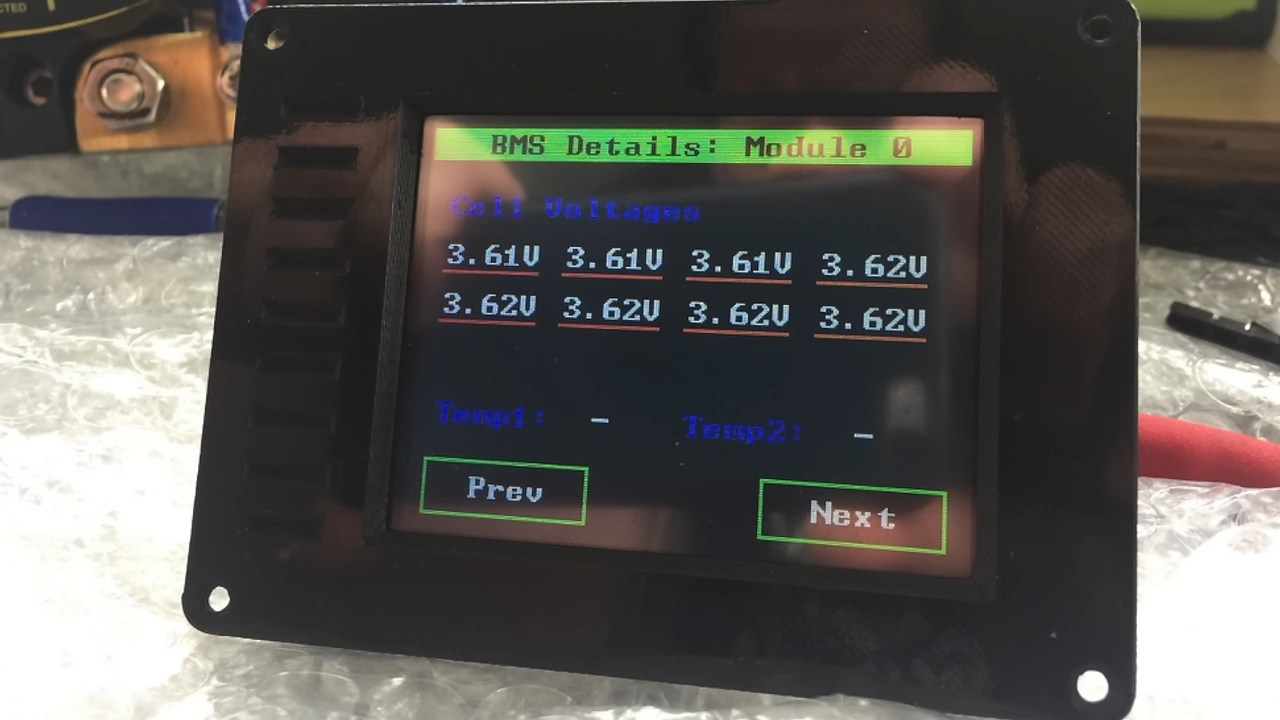 CTED
BMS Details: Module 0
Cell Voltages
3.61V 3.61V 3.61V 3.62V
3.62V 3.62V 3.62V 3.62V
Temp1: - Temp2: -
Prev Next